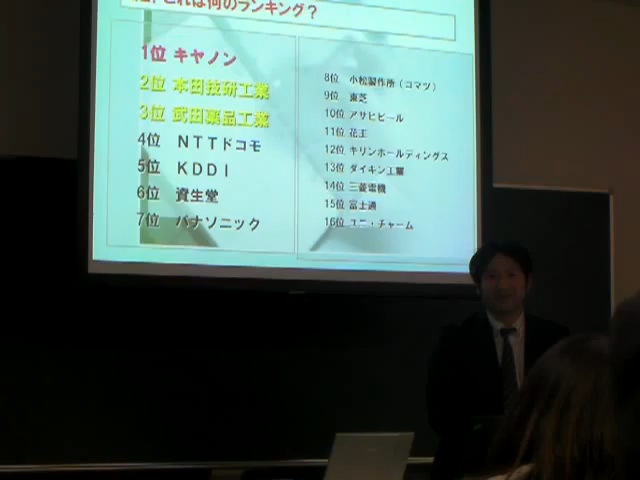 これは何のランキング？
1位 キヤノン
2位 本田技研工業
3位 武田薬品工業
4位 NTTドコモ
5位 KDDI
6位 資生堂
7位 パナソニック
8位 小松製作所（コマツ）
9位 東芝
10位 アサヒビール
11位 花王
12位 キリンホールディングス
13位 ダイキン工業
14位 三菱電機
15位 富士通
16位 ユニ・チャーム